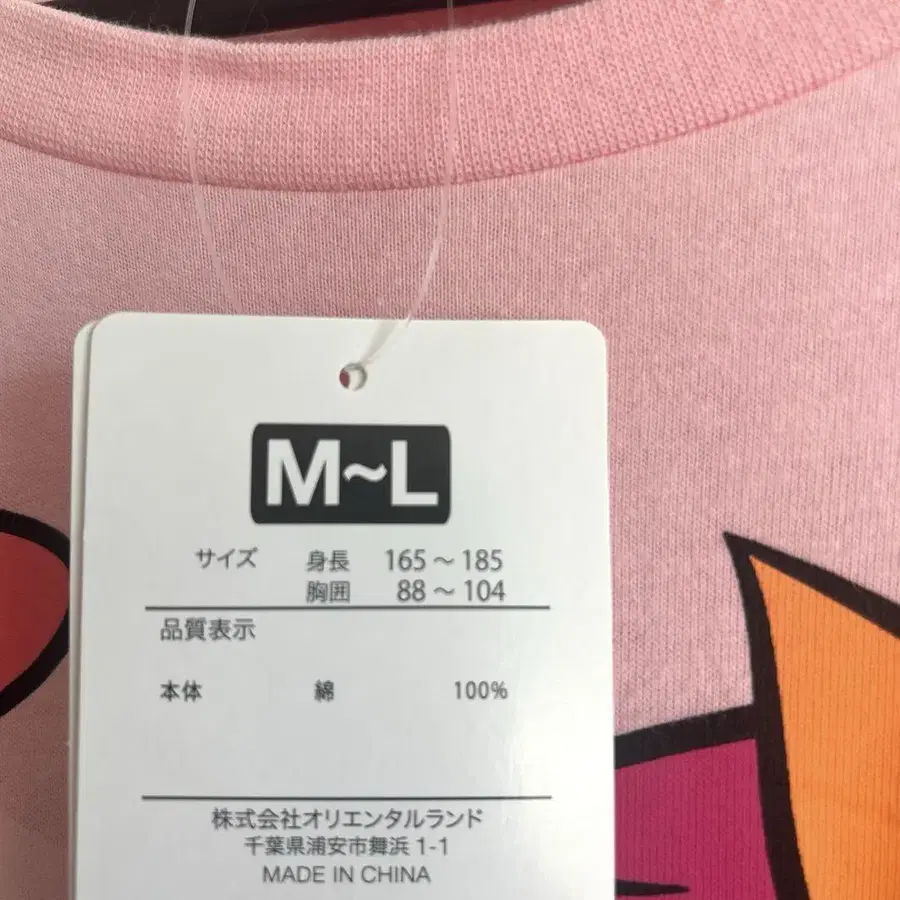 M~L
サイズ 身長 165～185
胸囲 88～104
品質表示
本体 綿 100%
株式会社オリエンタルランド
千葉県浦安市舞浜 1-1
MADE IN CHINA